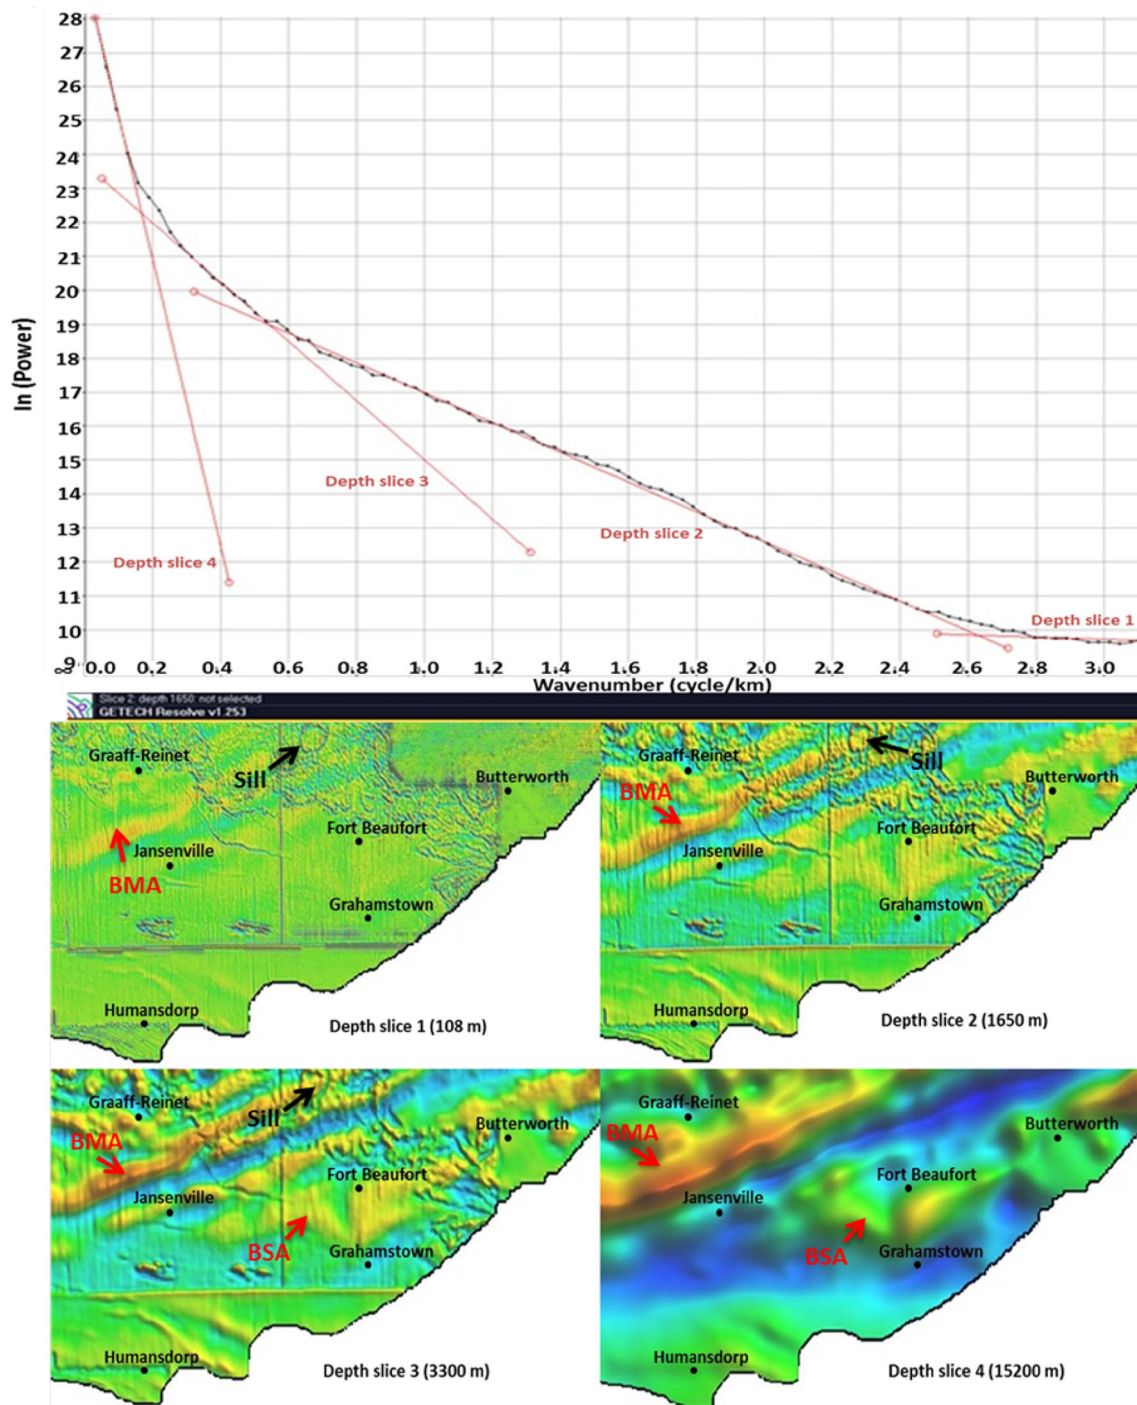 28
27
26
25
24
23
22
21
20
19
18
17
16
15
14
13
12
11
10
9
ln (Power)
Depth slice 4
Depth slice 3
Depth slice 2
Depth slice 1
0.0 0.2 0.4 0.6 0.8 1.0 1.2 1.4 1.6 1.8 2.0 2.2 2.4 2.6 2.8 3.0
Wavenumber (cycle/km)
Slice 2: depth 1650: not selected
GETECH Resolve v1.253
Graaff-Reinet
Sill
Butterworth
BMA
Fort Beaufort
Jansenville
Grahamstown
Humansdorp
Depth slice 1 (108 m)
Graaff-Reinet
Sill
Butterworth
BMA
Fort Beaufort
Jansenville
Grahamstown
Humansdorp
Depth slice 2 (1650 m)
Graaff-Reinet
Sill
Butterworth
BMA
Fort Beaufort
Jansenville
BSA
Grahamstown
Humansdorp
Depth slice 3 (3300 m)
Graaff-Reinet
Butterworth
BMA
Fort Beaufort
Jansenville
BSA
Grahamstown
Humansdorp
Depth slice 4 (15200 m)